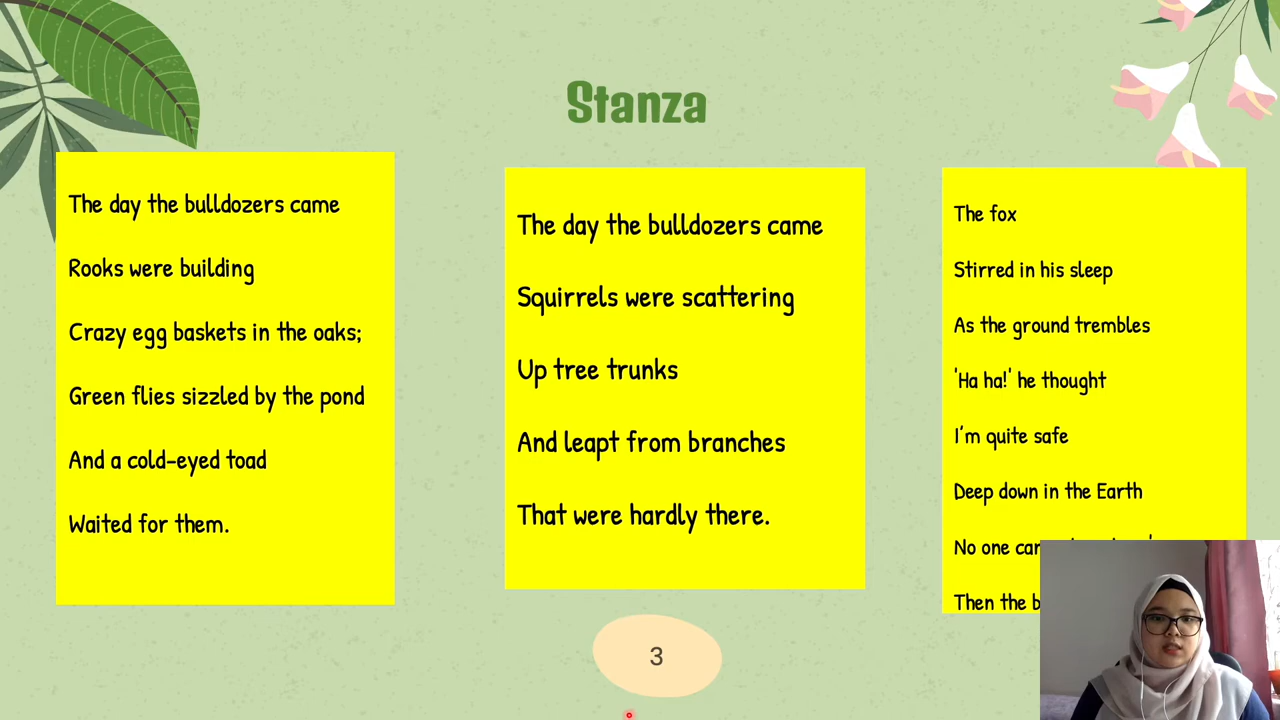 Stanza
The day the bulldozers came
Rooks were building
Crazy egg baskets in the oaks;
Green flies sizzled by the pond
And a cold-eyed toad
Waited for them.
The day the bulldozers came
Squirrels were scattering
Up tree trunks
And leapt from branches
That were hardly there.
The fox
Stirred in his sleep
As the ground trembles
'Ha ha!' he thought
I'm quite safe
Deep down in the Earth
No one can
Then the
3